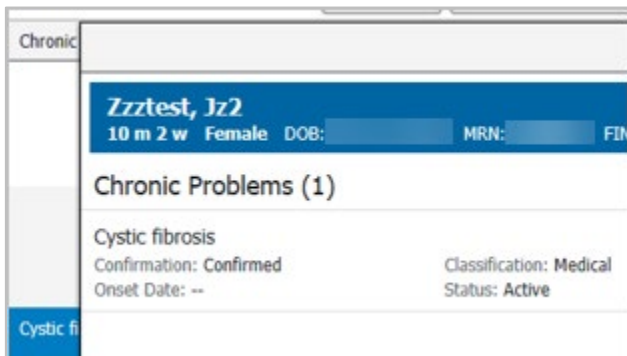 Chronic
Zzztest, Jz2
10 m 2 w Female DOB: MRN: FIN
Chronic Problems (1)
Cystic fibrosis
Confirmation: Confirmed Classification: Medical
Onset Date: -- Status: Active
Cystic fi